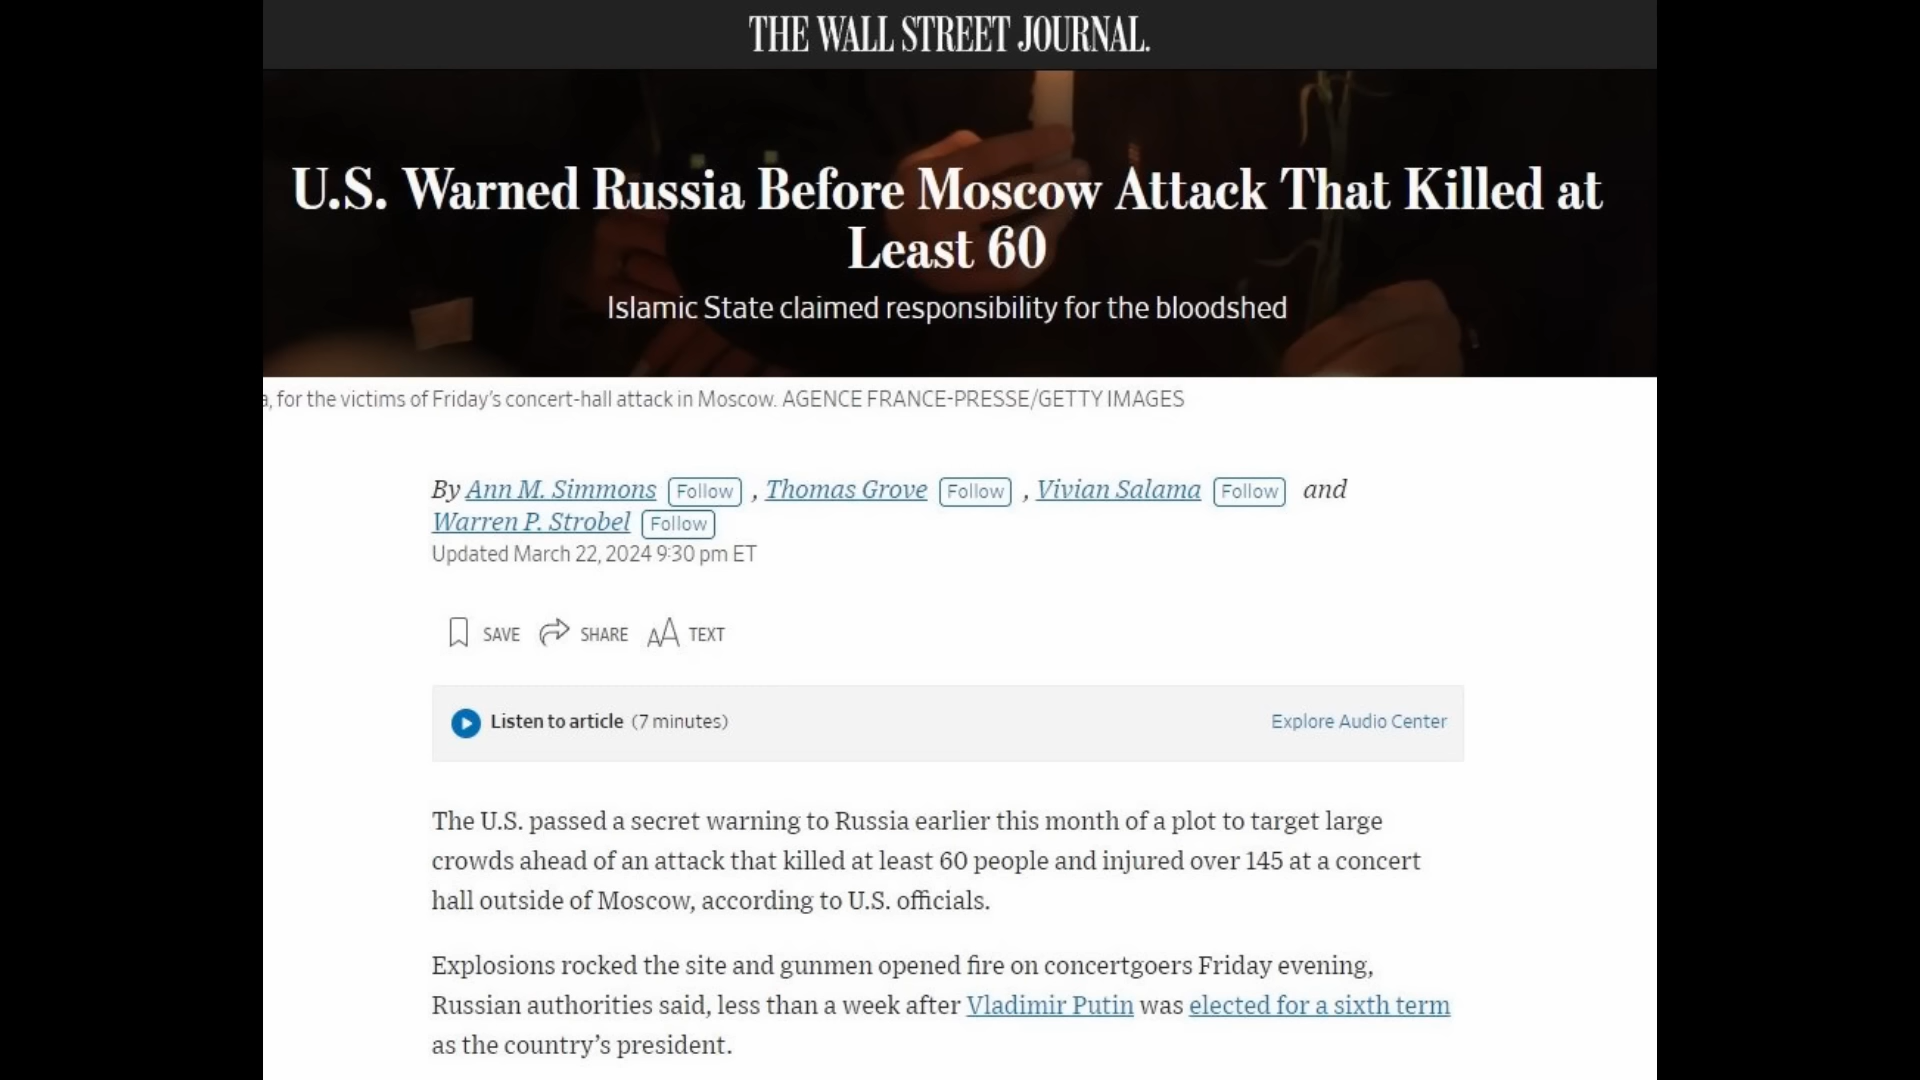 THE WALL STREET JOURNAL.
U.S. Warned Russia Before Moscow Attack That Killed at
Least 60
Islamic State claimed responsibility for the bloodshed
, for the victims of Friday’s concert-hall attack in Moscow. AGENCE FRANCE-PRESSE/GETTY IMAGES
By Ann M. Simmons Follow , Thomas Grove Follow , Vivian Salama Follow and
Warren P. Strobel Follow
Updated March 22, 2024 9:30 pm ET
SAVE SHARE AA TEXT
Listen to article (7 minutes) Explore Audio Center
The U.S. passed a secret warning to Russia earlier this month of a plot to target large
crowds ahead of an attack that killed at least 60 people and injured over 145 at a concert
hall outside of Moscow, according to U.S. officials.
Explosions rocked the site and gunmen opened fire on concertgoers Friday evening,
Russian authorities said, less than a week after Vladimir Putin was elected for a sixth term
as the country’s president.